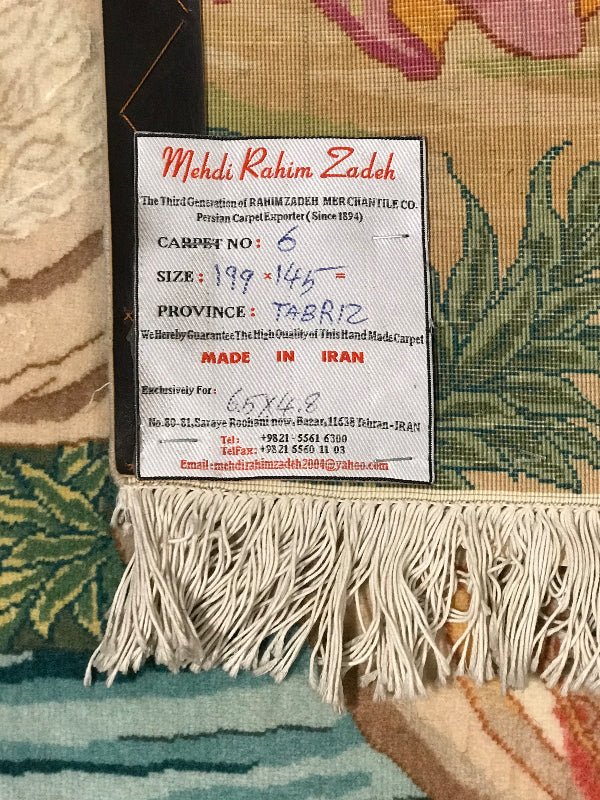 Mehdi Rahim Zadeh
The Third Generation of RAHIMZADEH MERCHANTILE CO.
Persian Carpet Exporter (Since 1894)
CARPET NO: 6
SIZE: 199 × 145 =
PROVINCE: TABRIZ
We Hereby Guarantee The High Quality of This Hand Made Carpet
MADE IN IRAN
Exclusively For: 6.5X4.8
No.80-81,Saraye Roohani now,Bazar,11638 Tehran-IRAN
Tel: +9821-5561 6300
TelFax: +9821 5560 11 03
Email:mehdirahimzadeh2004@yahoo.com